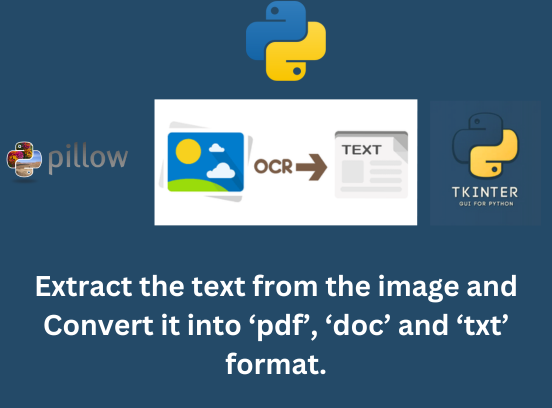 pillow
OCR
TEXT
TKINTER
GUI FOR PYTHON
Extract the text from the image and
Convert it into ‘pdf’, ‘doc’ and ‘txt’
format.